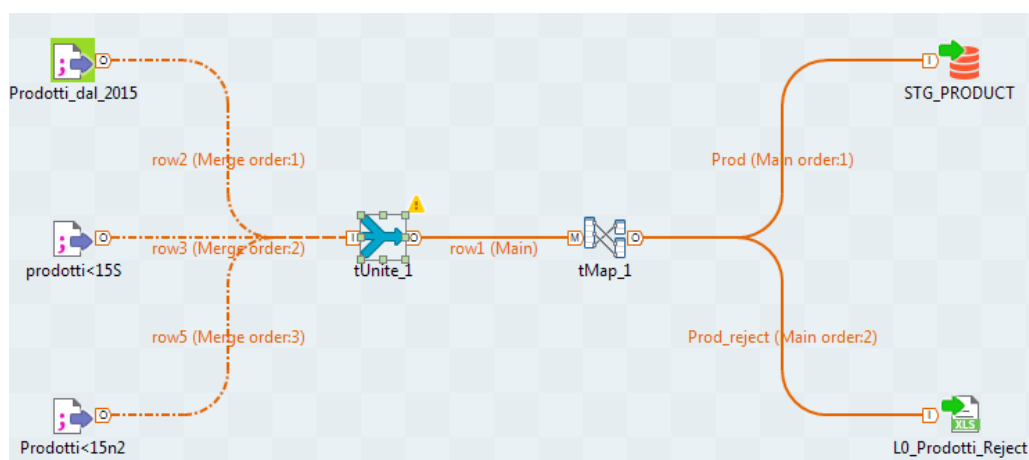 Prodotti_dal_2015
STG_PRODUCT
row2 (Merge order:1)
Prod (Main order:1)
prodotti<15S
row3 (Merge order:2)
tUnite_1
row1 (Main)
tMap_1
row5 (Merge order:3)
Prod_reject (Main order:2)
Prodotti<15n2
XLS
L0_Prodotti_Reject
O
O
O
I
O
M
O
I
I